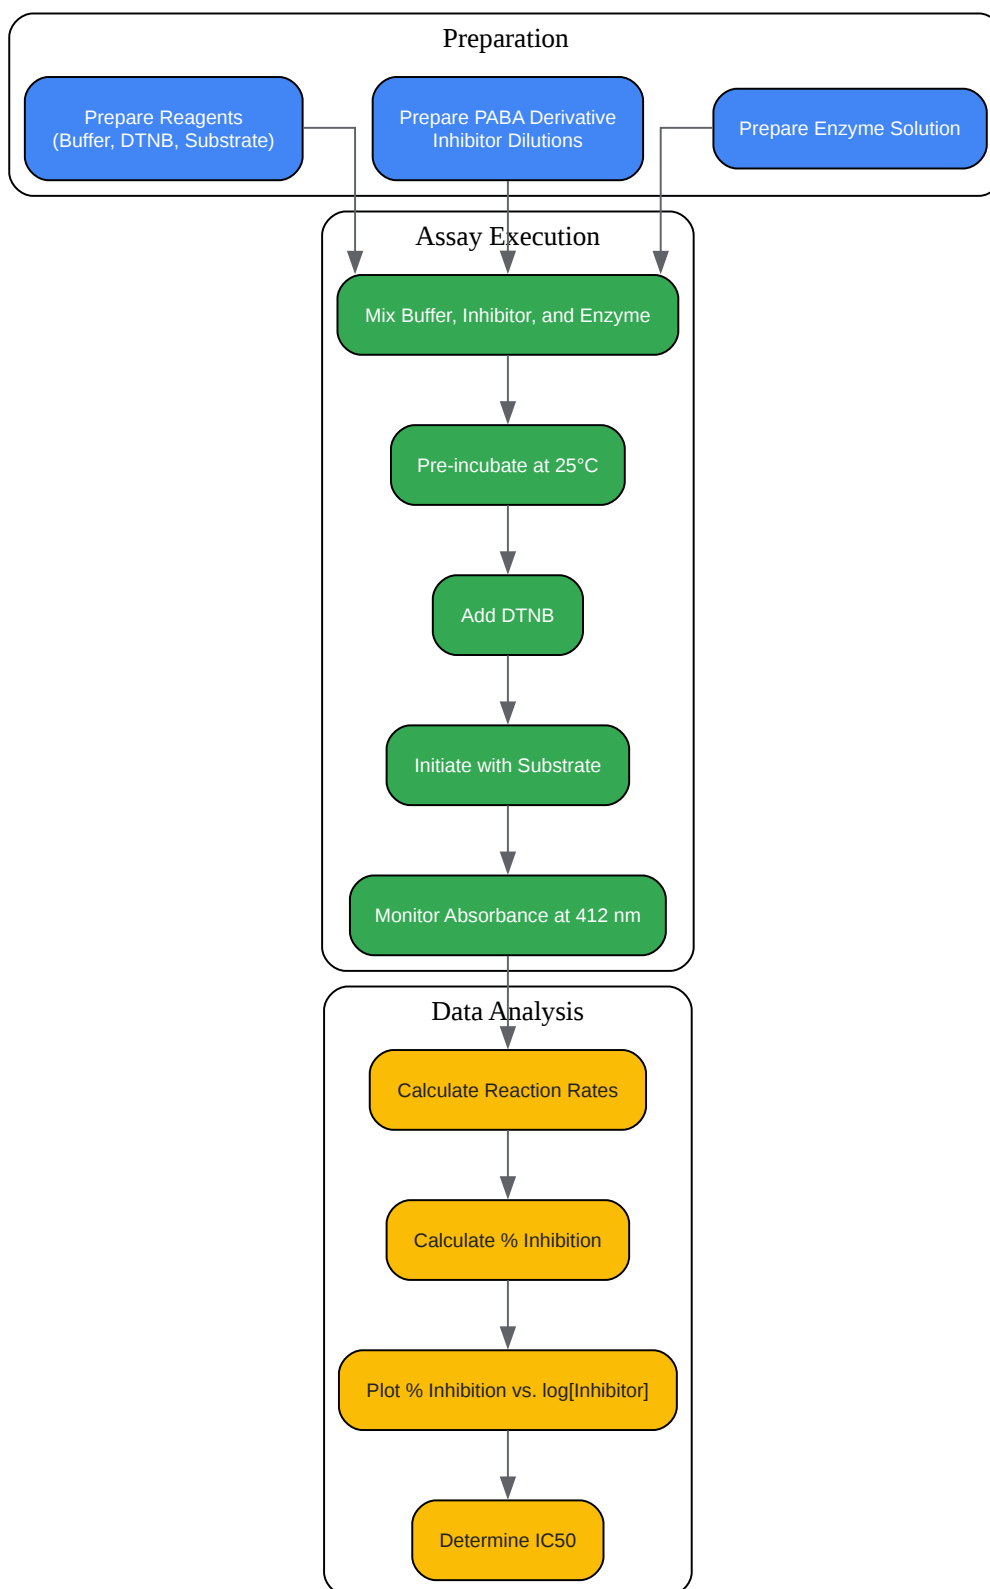 Preparation
Prepare Reagents
(Buffer, DTNB, Substrate)
Prepare PABA Derivative
Inhibitor Dilutions
Prepare Enzyme Solution
Assay Execution
Mix Buffer, Inhibitor, and Enzyme
Pre-incubate at 25°C
Add DTNB
Initiate with Substrate
Monitor Absorbance at 412 nm
Data Analysis
Calculate Reaction Rates
Calculate % Inhibition
Plot % Inhibition vs. log[Inhibitor]
Determine IC50